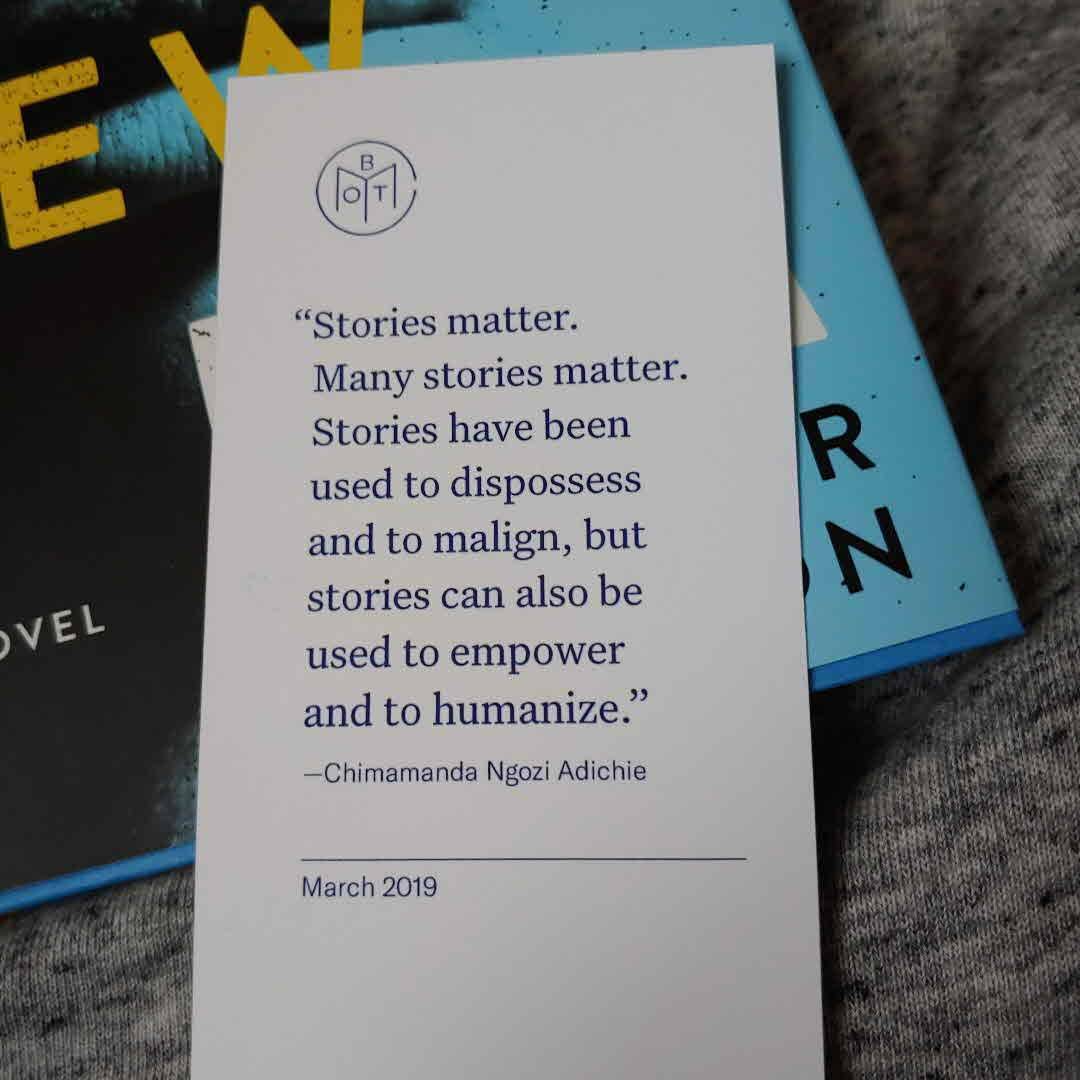 EW
B
OTM
“Stories matter.
Many stories matter.
Stories have been
used to dispossess
and to malign, but
stories can also be
used to empower
and to humanize.”
—Chimamanda Ngozi Adichie
March 2019
R
ON
OVEL